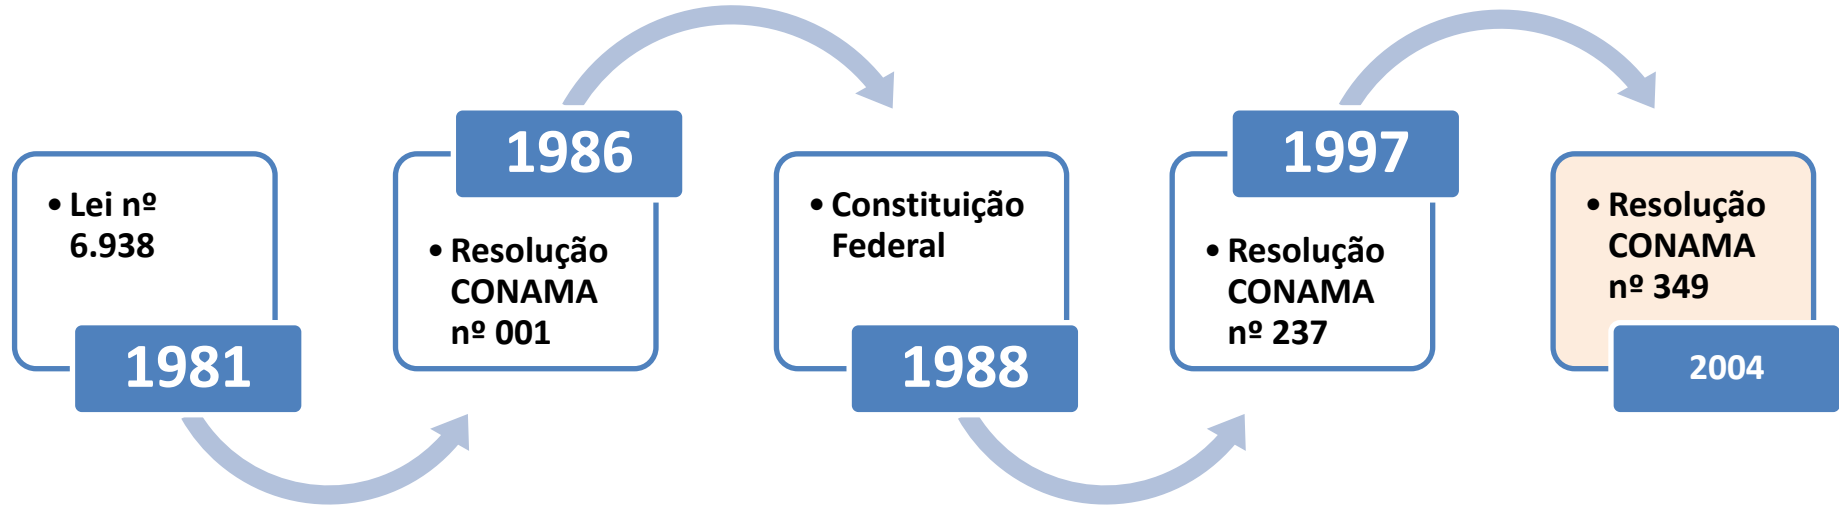 • Lei nº
6.938
1981
1986
• Resolução
CONAMA
nº 001
• Constituição
Federal
1988
1997
• Resolução
CONAMA
nº 237
• Resolução
CONAMA
nº 349
2004